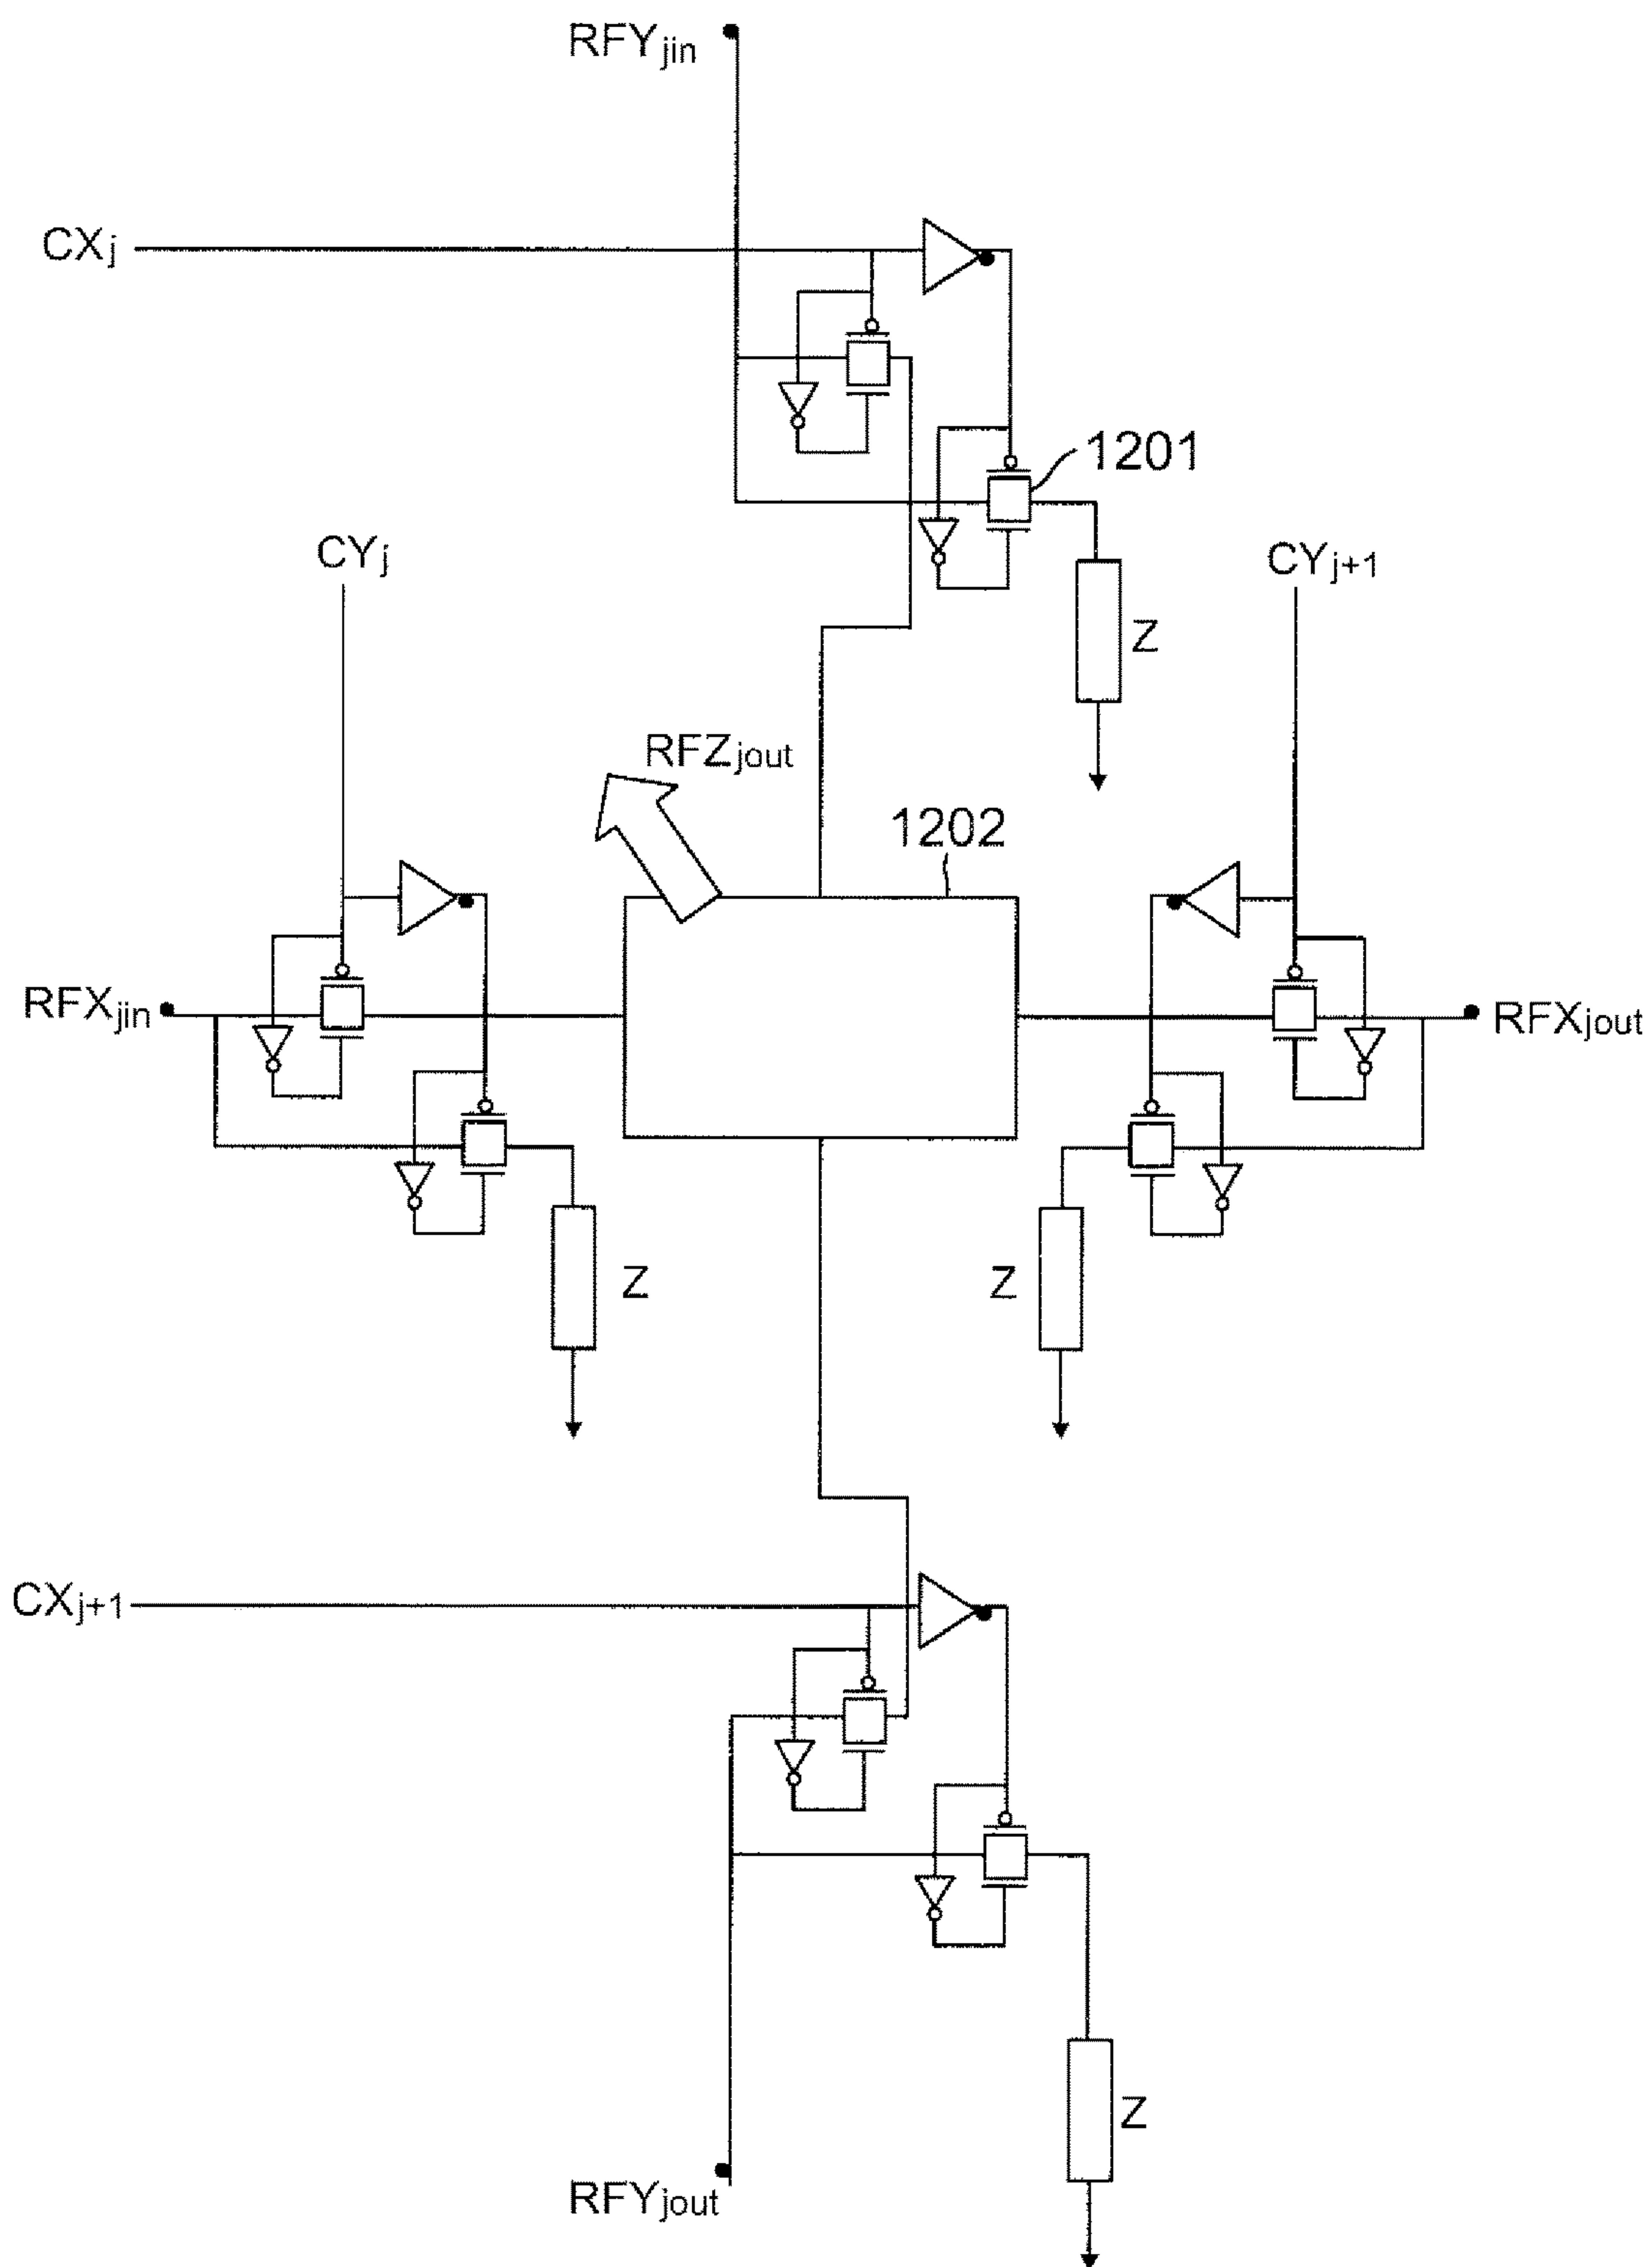 RFYjin
CXj
1201
CYj
CYj+1
Z
RFZjout
1202
RFXjin
RFXjout
Z
Z
CXj+1
Z
RFYjout